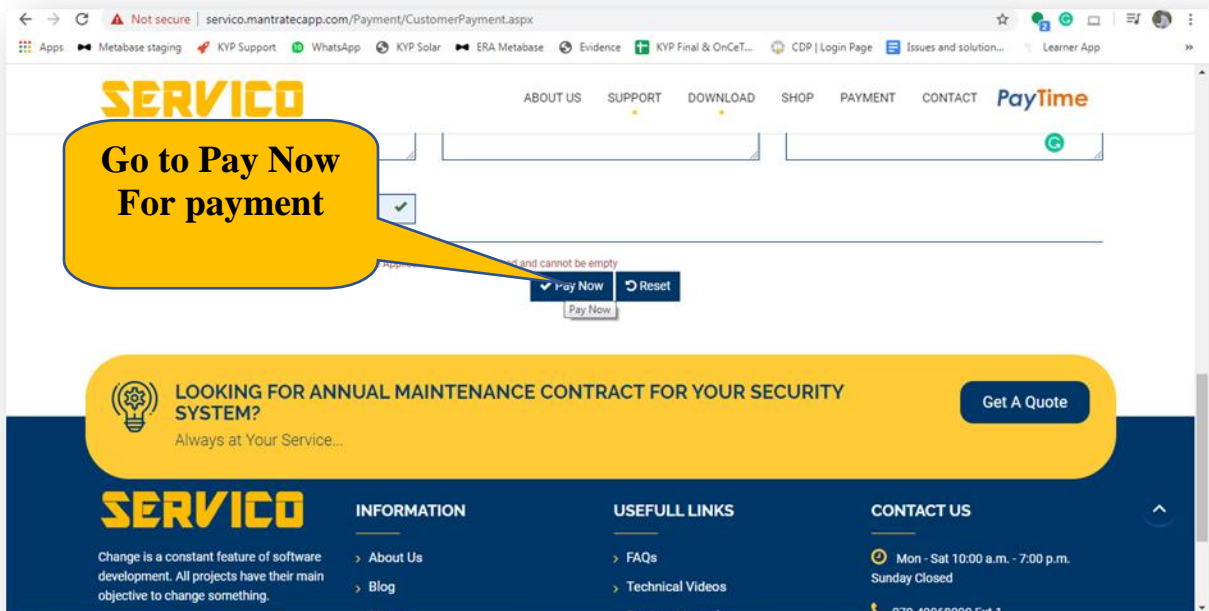 Not secure | servico.mantratecapp.com/Payment/CustomerPayment.aspx
Apps Metabase staging KYP Support WhatsApp KYP Solar ERA Metabase Evidence KYP Final & OnCeT... CDP | Login Page Issues and solution... Learner App »
SERVICO
ABOUT US SUPPORT DOWNLOAD SHOP PAYMENT CONTACT PayTime
Go to Pay Now
For payment
and cannot be empty
Pay Now Reset
Pay Now
LOOKING FOR ANNUAL MAINTENANCE CONTRACT FOR YOUR SECURITY
SYSTEM?
Always at Your Service...
Get A Quote
SERVICO
Change is a constant feature of software
development. All projects have their main
objective to change something.
INFORMATION
> About Us
> Blog
USEFULL LINKS
> FAQs
> Technical Videos
CONTACT US
Mon - Sat 10:00 a.m. - 7:00 p.m.
Sunday Closed